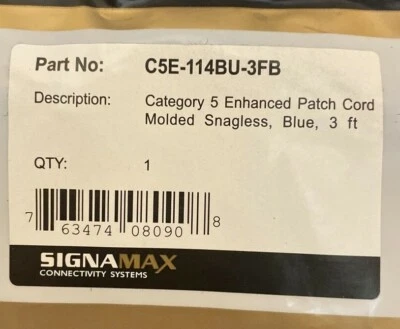 Part No: C5E-114BU-3FB
Description: Category 5 Enhanced Patch Cord
Molded Snagless, Blue, 3 ft
QTY: 1
7 63474 08090 8
SIGNAMAX
CONNECTIVITY SYSTEMS